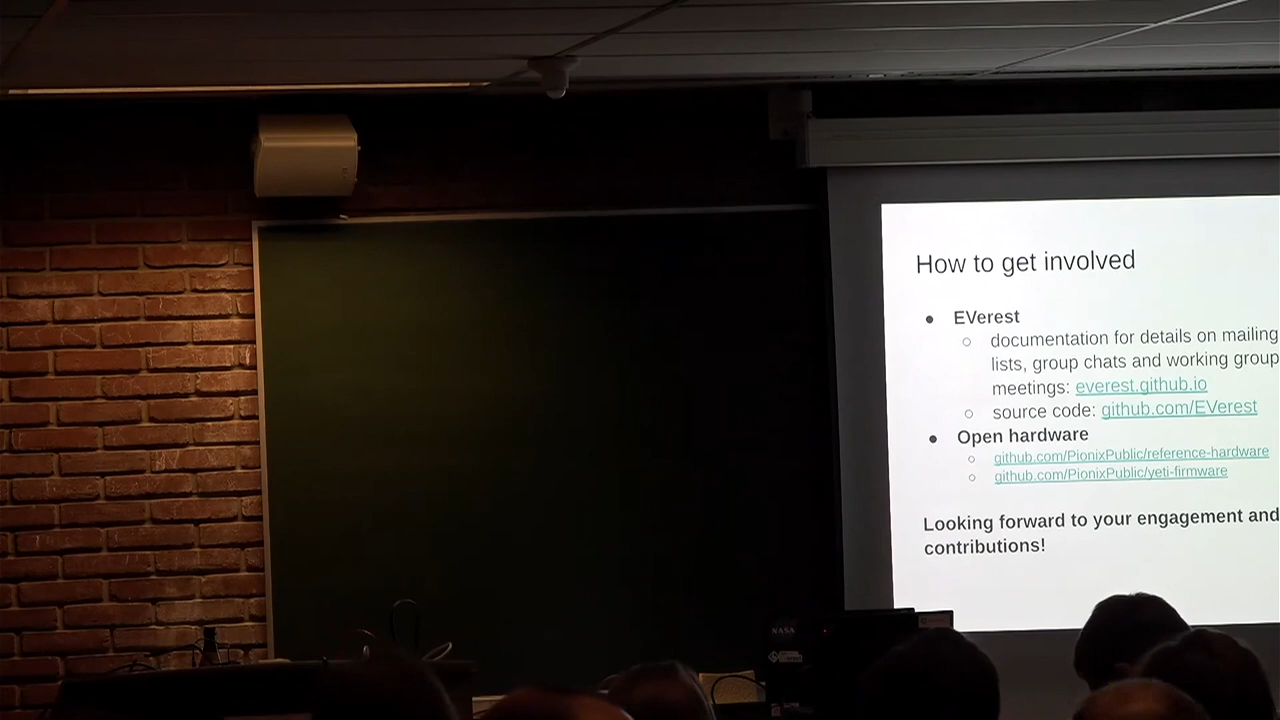 How to get involved
EVerest
documentation for details on mailing
lists, group chats and working group
meetings: everest.github.io
source code: github.com/EVerest
Open hardware
github.com/PionixPublic/reference-hardware
github.com/PionixPublic/yeti-firmware
Looking forward to your engagement and
contributions!
NASA